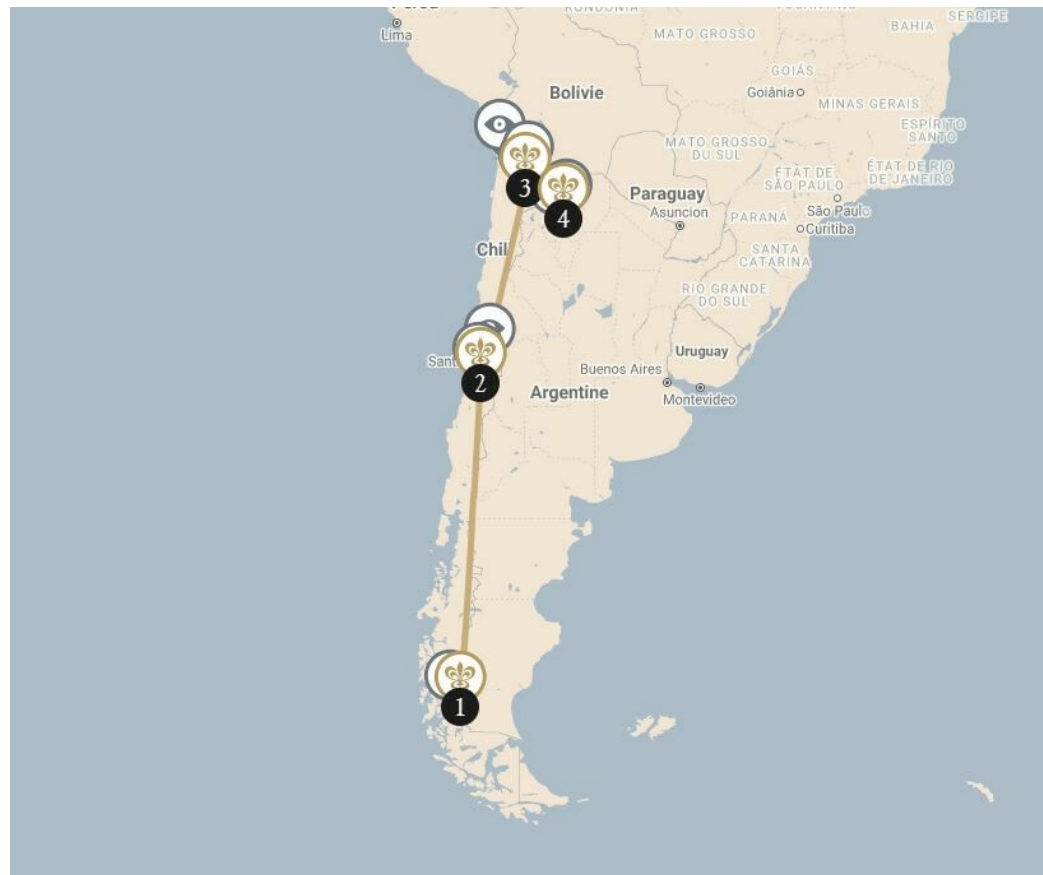 Lima
MATO GROSSO
BAHIA
SERGIPE
GOIÁS
Goiânia
Bolivie
MINAS GERAIS
ESPÍRITO
SANTO
MATO GROSSO
DU SUL
ÉTAT DE RIO
DE JANEIRO
ÉTAT DE
SÃO PAULO
3
Paraguay
Asuncion
São Paulo
4
PARANÁ
Curitiba
Chil
SANTA
CATARINA
RIO GRANDE
DO SUL
Uruguay
Sant
Buenos Aires
2
Argentine
Montevideo
1